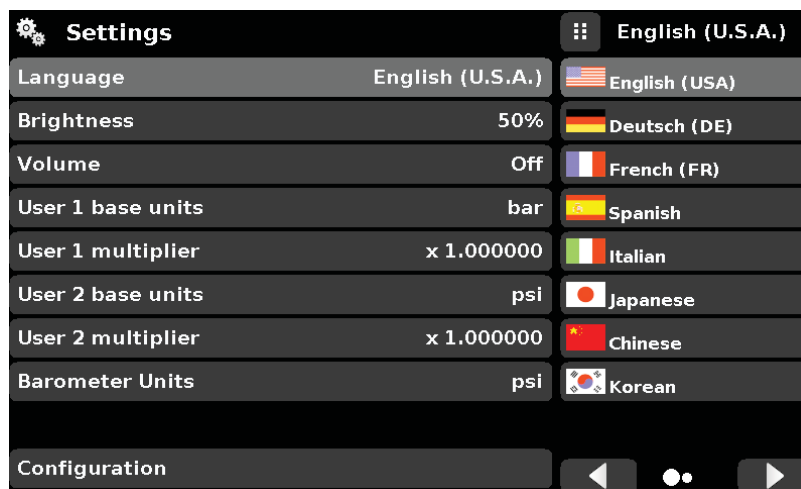 Settings
English (U.S.A.)
Language English (U.S.A.)
English (USA)
Brightness 50%
Deutsch (DE)
Volume Off
French (FR)
User 1 base units bar
Spanish
User 1 multiplier x 1.000000
Italian
User 2 base units psi
Japanese
User 2 multiplier x 1.000000
Chinese
Barometer Units psi
Korean
Configuration